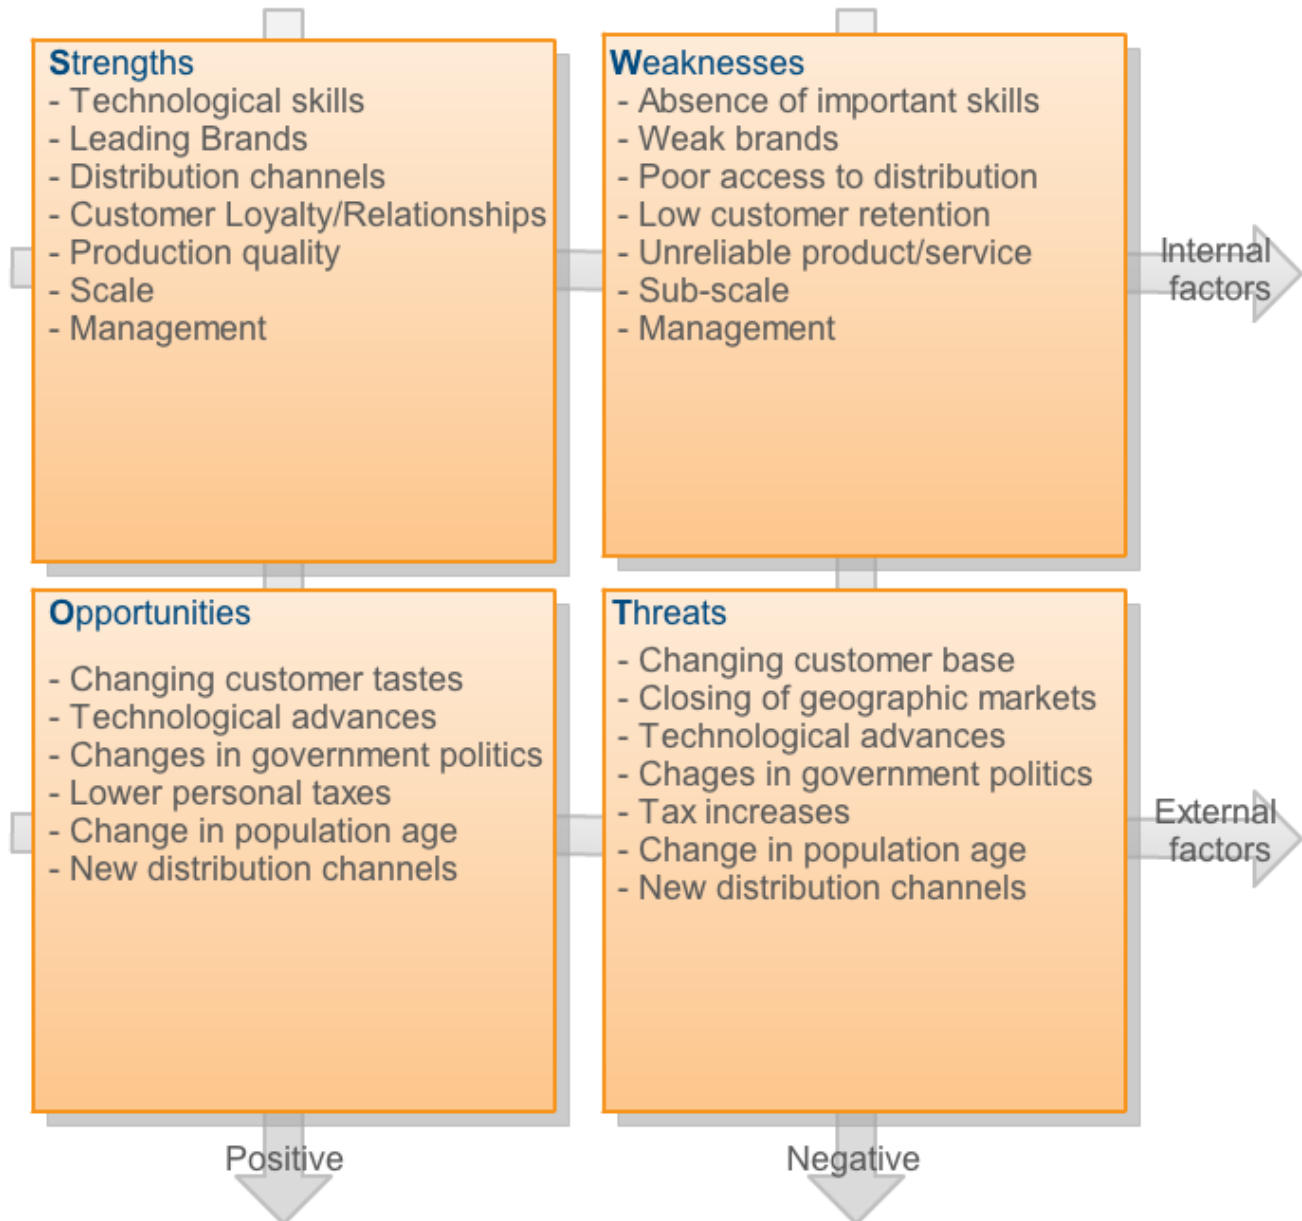 Strengths
- Technological skills
- Leading Brands
- Distribution channels
- Customer Loyalty/Relationships
- Production quality
- Scale
- Management
Weaknesses
- Absence of important skills
- Weak brands
- Poor access to distribution
- Low customer retention
- Unreliable product/service
- Sub-scale
- Management
Internal
factors
Opportunities
- Changing customer tastes
- Technological advances
- Changes in government politics
- Lower personal taxes
- Change in population age
- New distribution channels
Threats
- Changing customer base
- Closing of geographic markets
- Technological advances
- Chages in government politics
- Tax increases
- Change in population age
- New distribution channels
External
factors
Positive
Negative